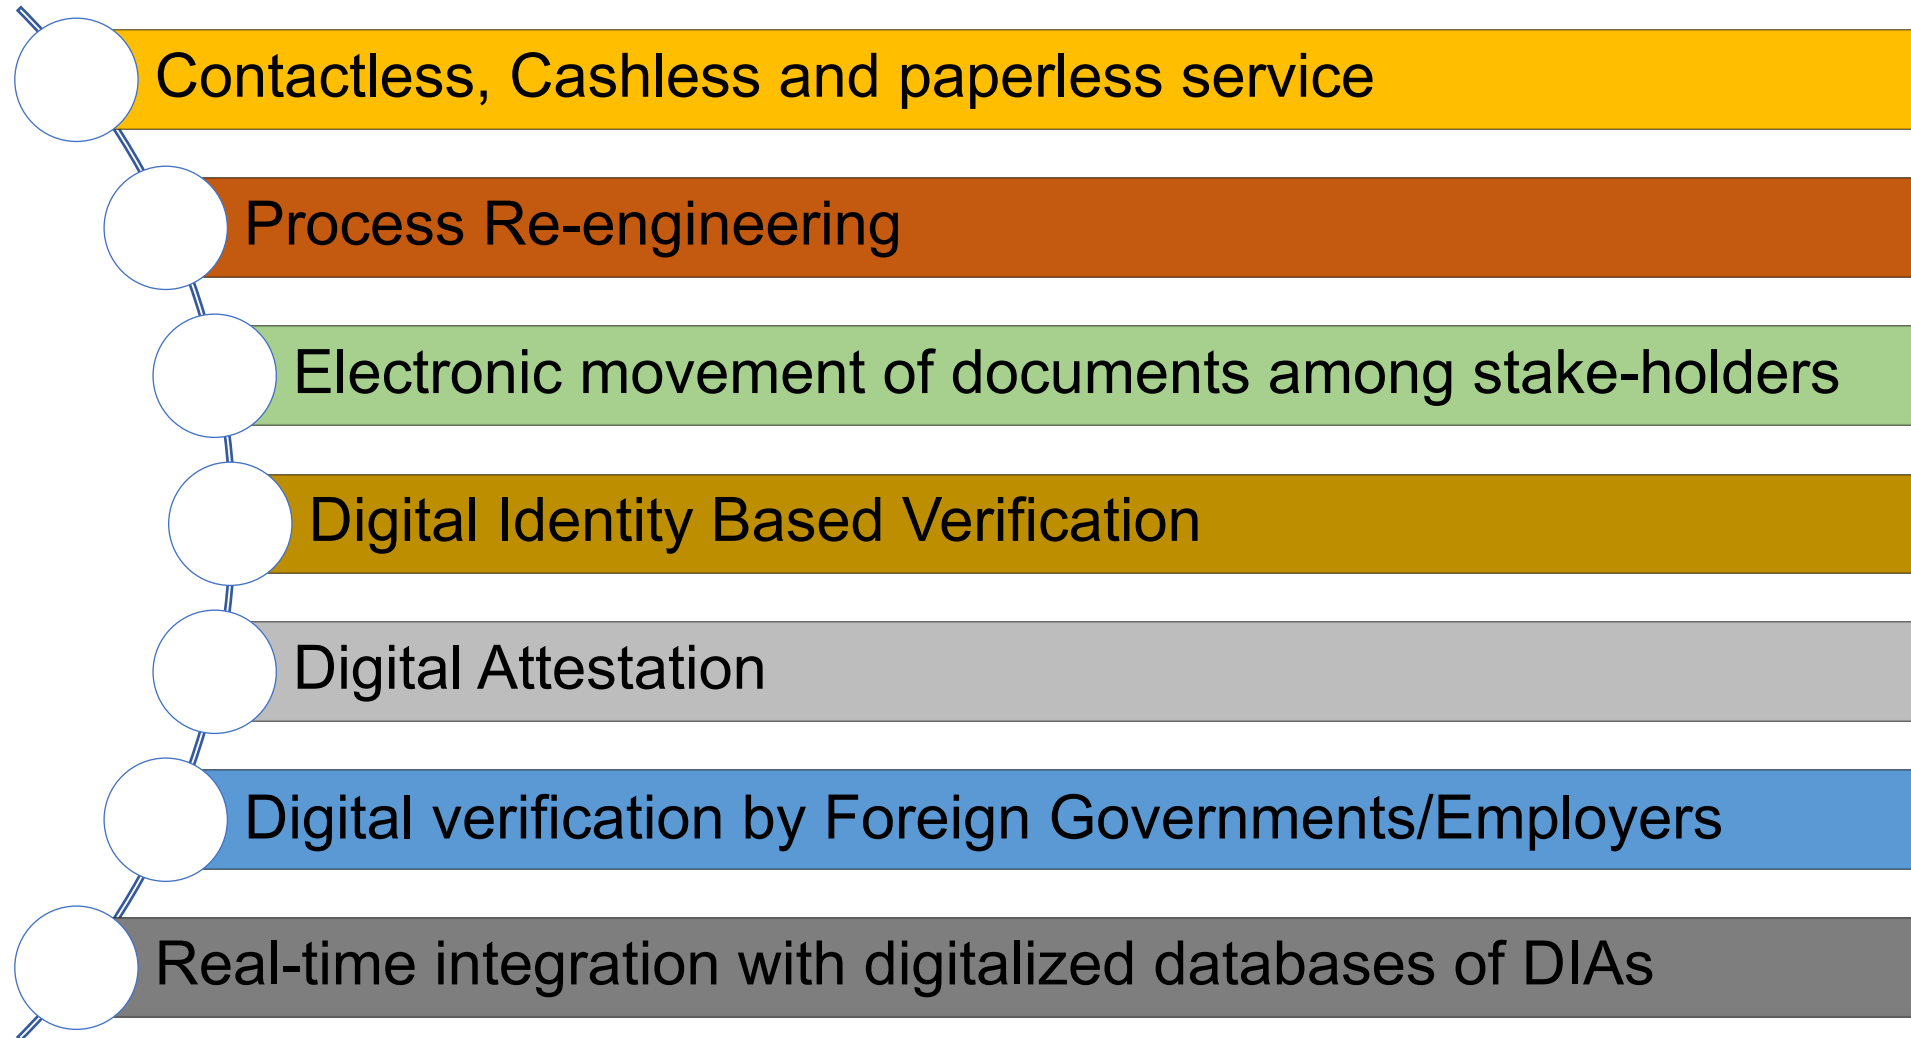 Contactless, Cashless and paperless service
Process Re-engineering
Electronic movement of documents among stake-holders
Digital Identity Based Verification
Digital Attestation
Digital verification by Foreign Governments/Employers
Real-time integration with digitalized databases of DIAs